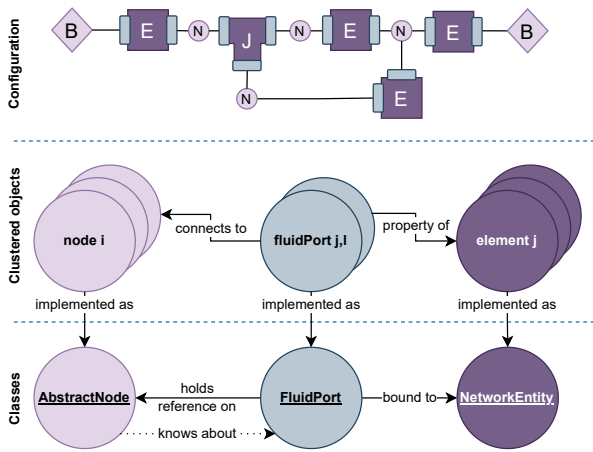 Configuration
B
E
N
J
N
E
N
E
B
N
E
Clustered objects
node i
connects to
fluidPort j,l
property of
element j
implemented as
implemented as
implemented as
Classes
AbstractNode
holds
reference on
FluidPort
bound to
NetworkEntity
knows about